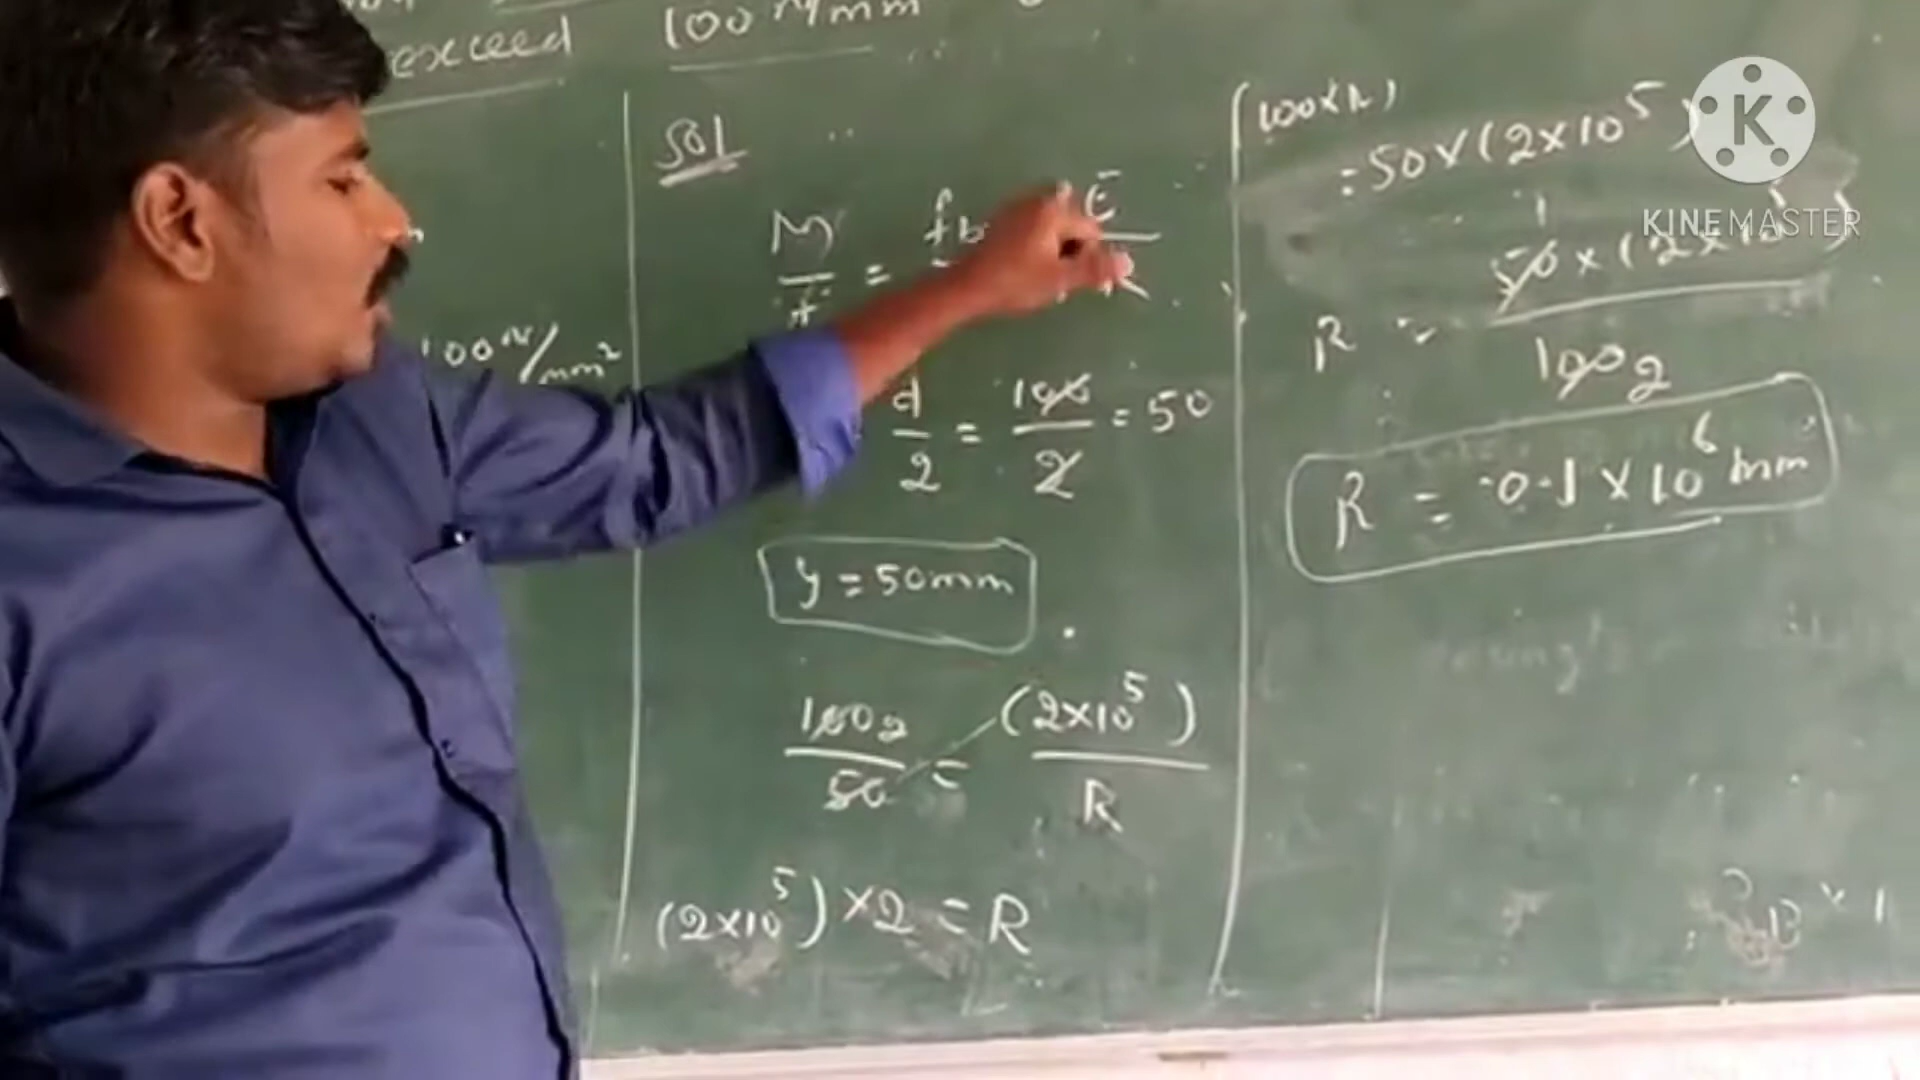 exceed 100 N/mm
100 N/mm²
Sol
M/I = fb E/R
d/2 = 100/2 = 50
y = 50mm
100/50 = (2×10⁵)/R
(2×10⁵) × 2 = R
(100×R)
= 50 × (2×10⁵)
R = 50 × (2×10⁵) / 100 2
R = 0.1 × 10⁶ mm
K
KINEMASTER